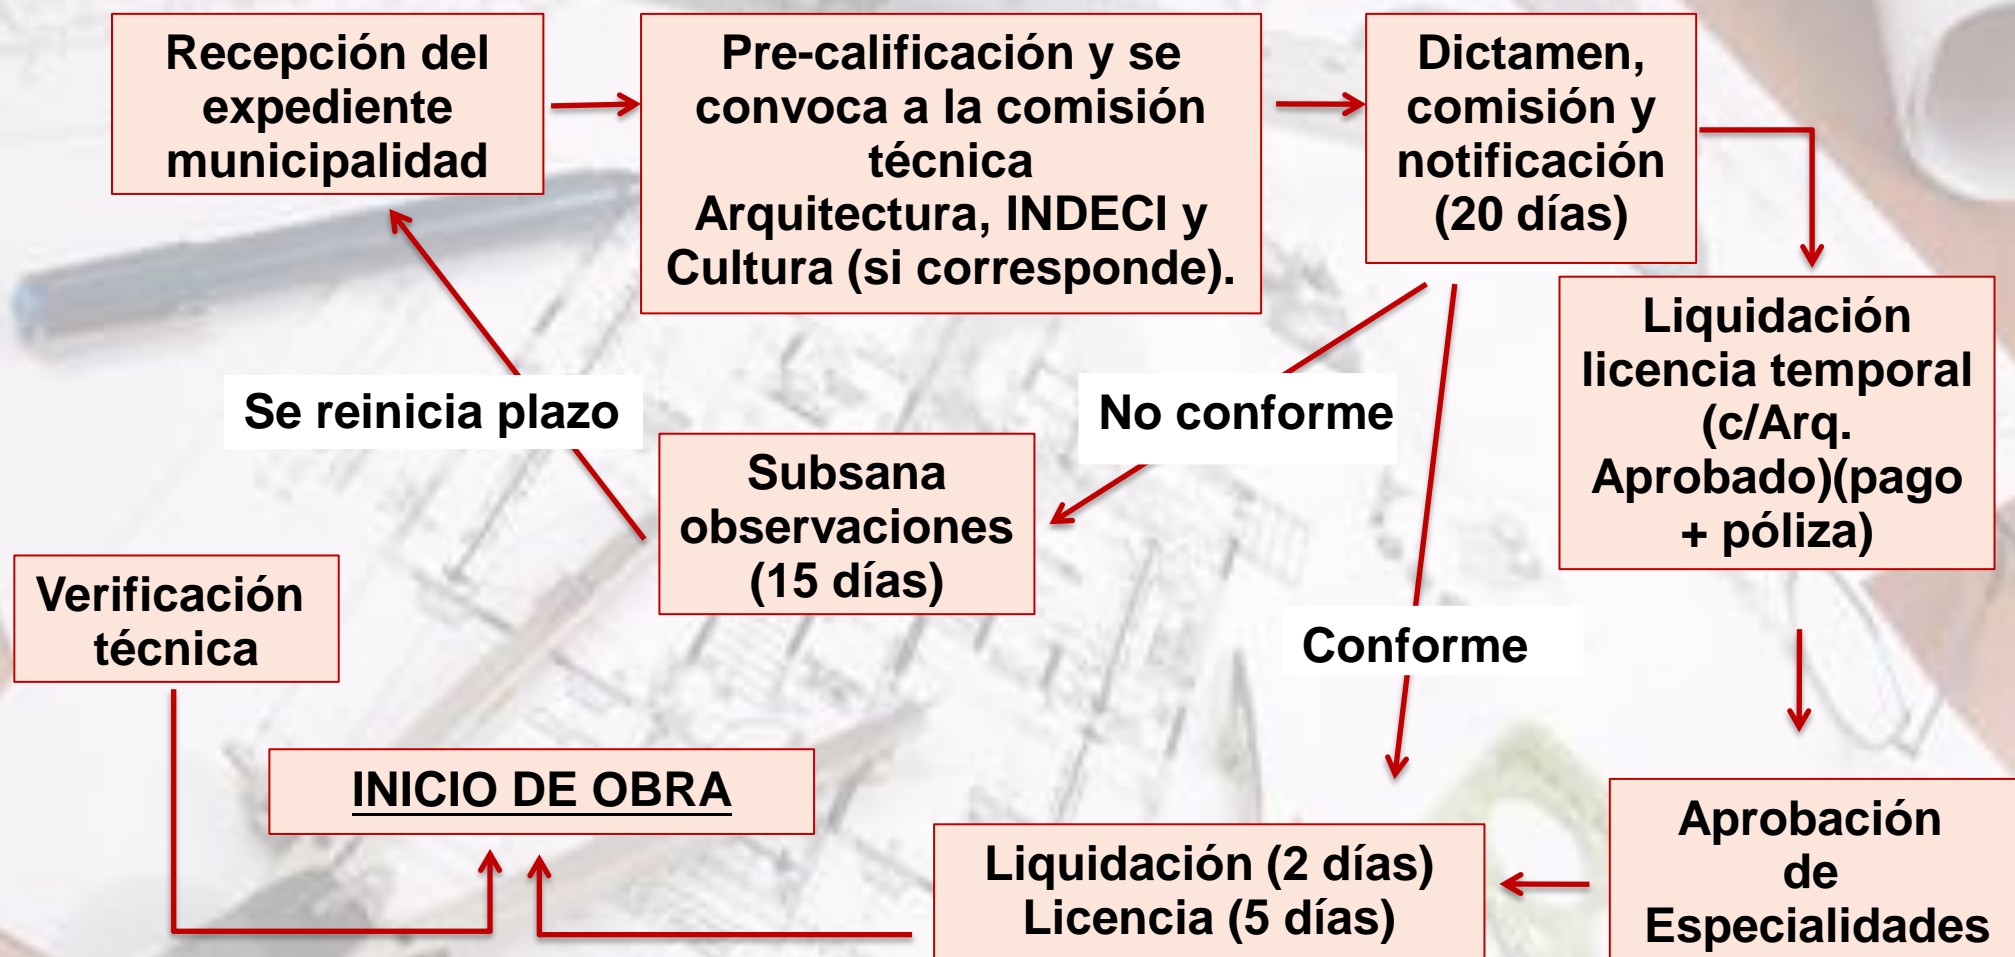 Recepción del
expediente
municipalidad
Pre-calificación y se
convoca a la comisión
técnica
Arquitectura, INDECI y
Cultura (si corresponde).
Dictamen,
comisión y
notificación
(20 días)
Liquidación
licencia temporal
(c/Arq.
Aprobado)(pago
+ póliza)
Se reinicia plazo
No conforme
Subsana
observaciones
(15 días)
Verificación
técnica
Conforme
INICIO DE OBRA
Liquidación (2 días)
Licencia (5 días)
Aprobación
de
Especialidades